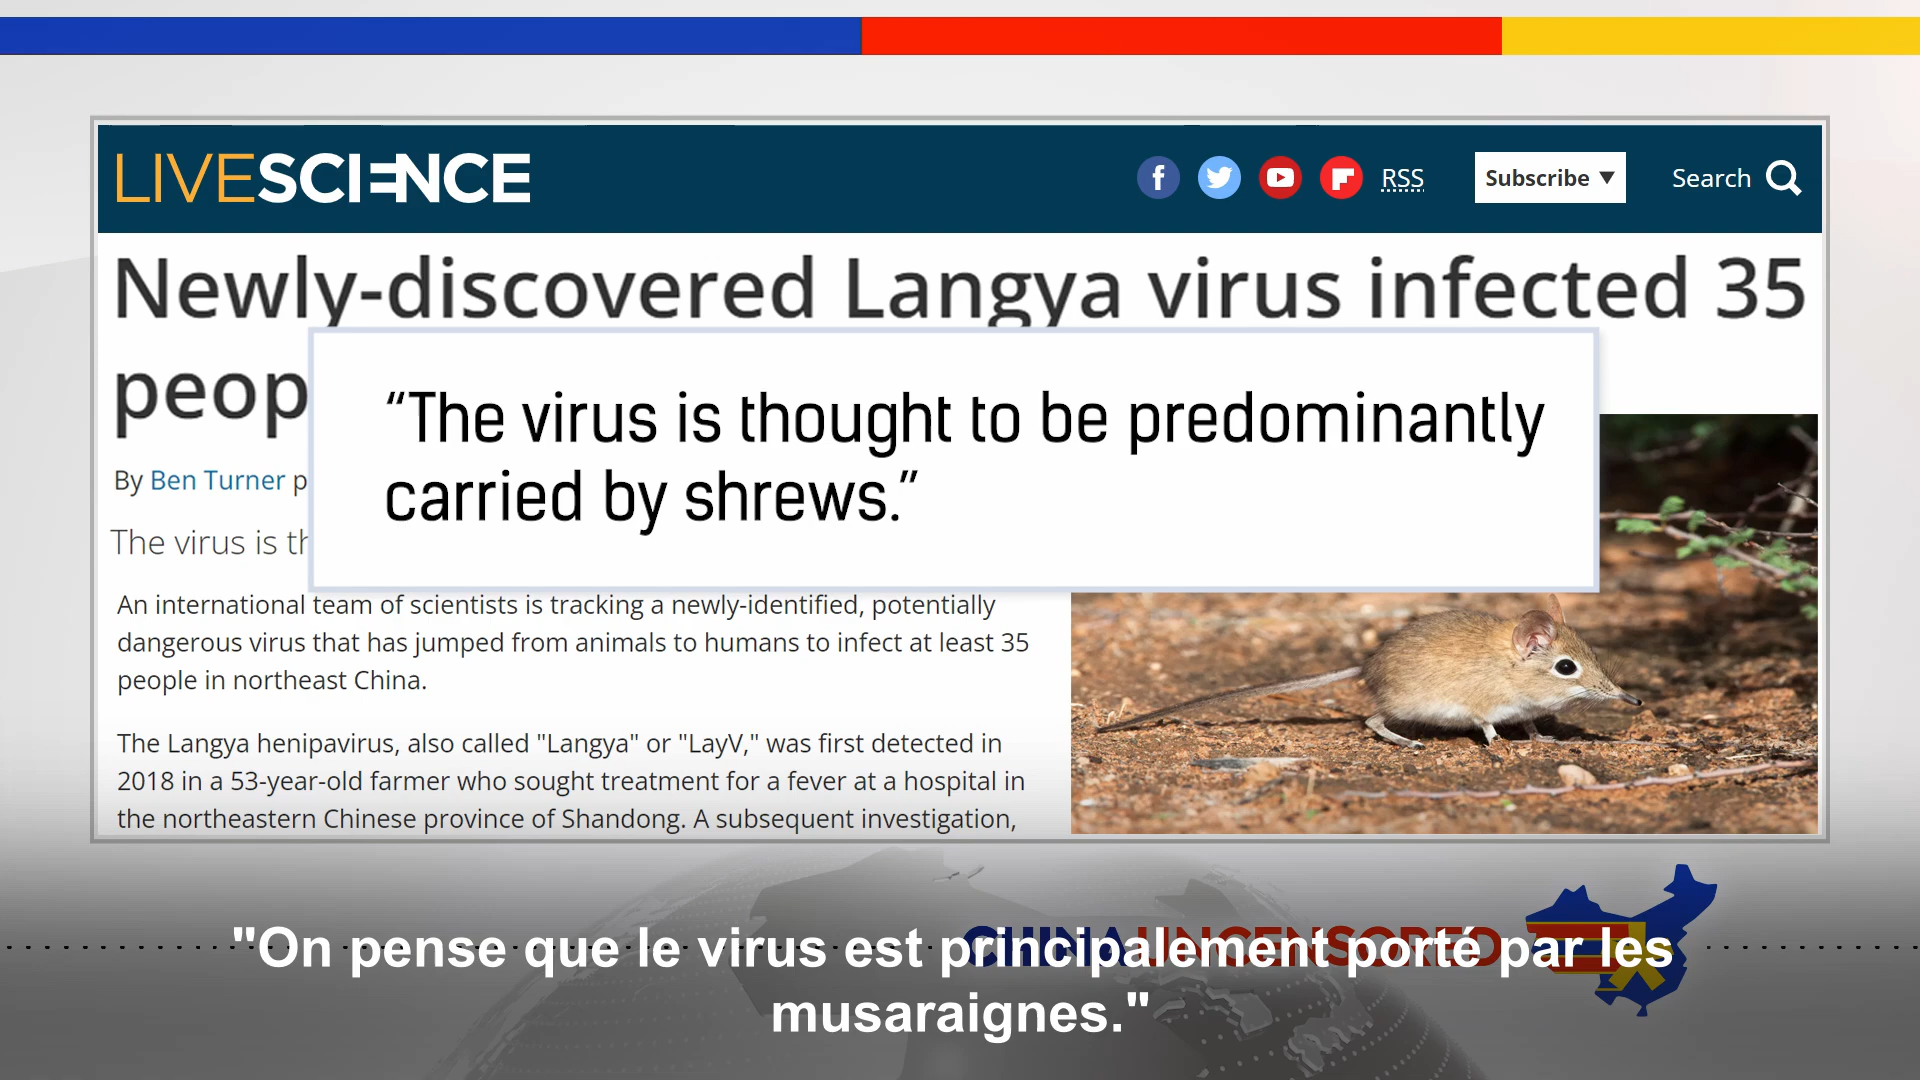 LIVESCIENCE
RSS
Subscribe
Search
Newly-discovered Langya virus infected 35
peop
“The virus is thought to be predominantly
carried by shrews.”
By Ben Turner p
The virus is th
An international team of scientists is tracking a newly-identified, potentially
dangerous virus that has jumped from animals to humans to infect at least 35
people in northeast China.
The Langya henipavirus, also called "Langya" or "LayV," was first detected in
2018 in a 53-year-old farmer who sought treatment for a fever at a hospital in
the northeastern Chinese province of Shandong. A subsequent investigation,
CHINA UNCENSORED
"On pense que le virus est principalement porté par les
musaraignes."